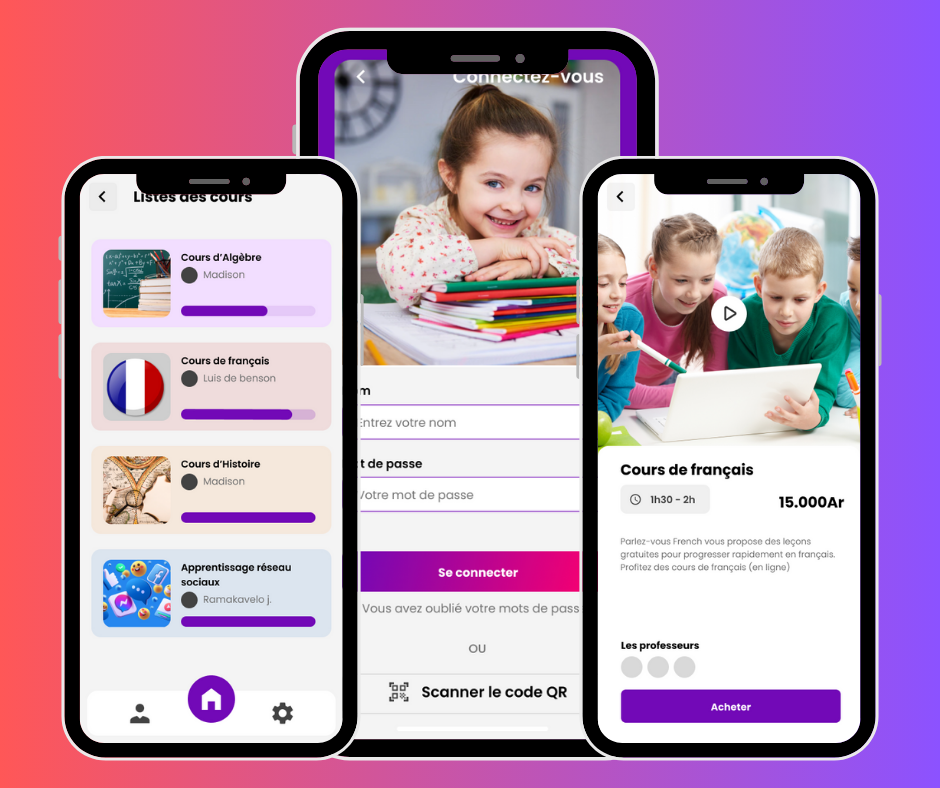 Listes des cours
Cours d'Algèbre
Madison
Cours de français
Luis de benson
Cours d'Histoire
Madison
Apprentissage réseau
sociaux
Ramakavelo j.
Connectez-vous
m
Entrez votre nom
t de passe
Votre mot de passe
Se connecter
Vous avez oublié votre mots de pass
OU
Scanner le code QR
Cours de français
1h30 - 2h
15.000Ar
Parlez-vous French vous propose des leçons
gratuites pour progresser rapidement en français.
Profitez des cours de français (en ligne)
Les professeurs
Acheter